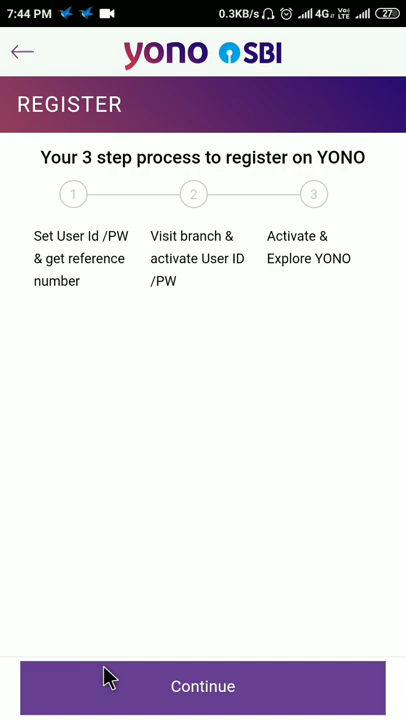 7:44 PM 0.3KB/s 4G Vo) LTE 27
yono SBI
REGISTER
Your 3 step process to register on YONO
1 2 3
Set User Id /PW & get reference number
Visit branch & activate User ID /PW
Activate & Explore YONO
Continue